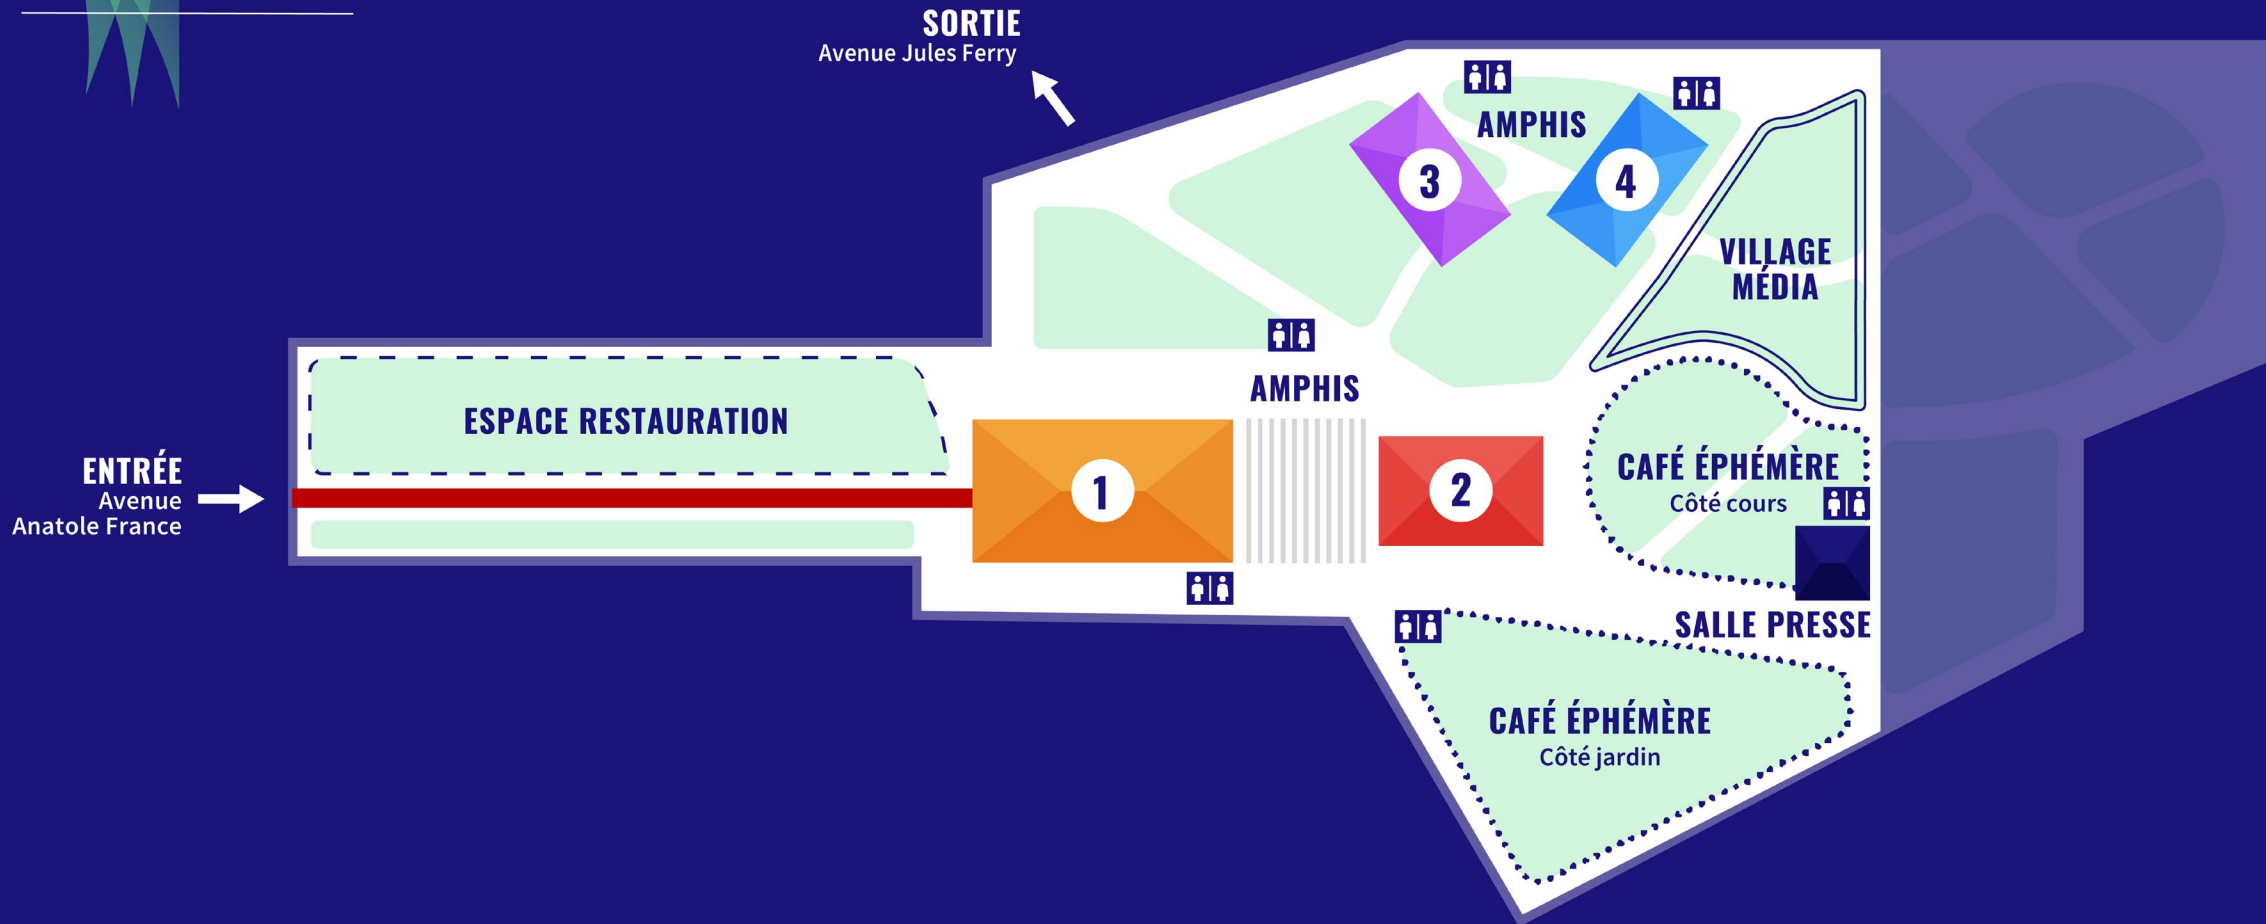 SORTIE
Avenue Jules Ferry
AMPHIS
3
4
VILLAGE
MÉDIA
AMPHIS
ESPACE RESTAURATION
ENTRÉE
Avenue
Anatole France
1
2
CAFÉ ÉPHÉMÈRE
Côté cours
SALLE PRESSE
CAFÉ ÉPHÉMÈRE
Côté jardin